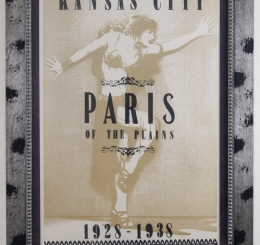 KANSAS CITY
PARIS
OF THE PLAINS
1928-1938